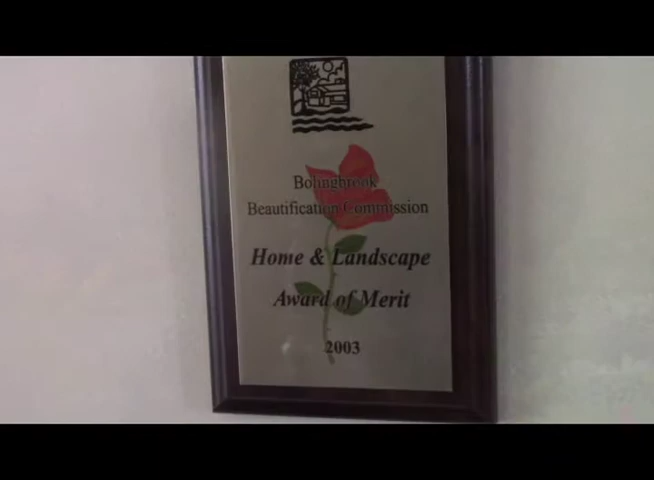 Bolingbrook
Beautification Commission
Home & Landscape
Award of Merit
2003